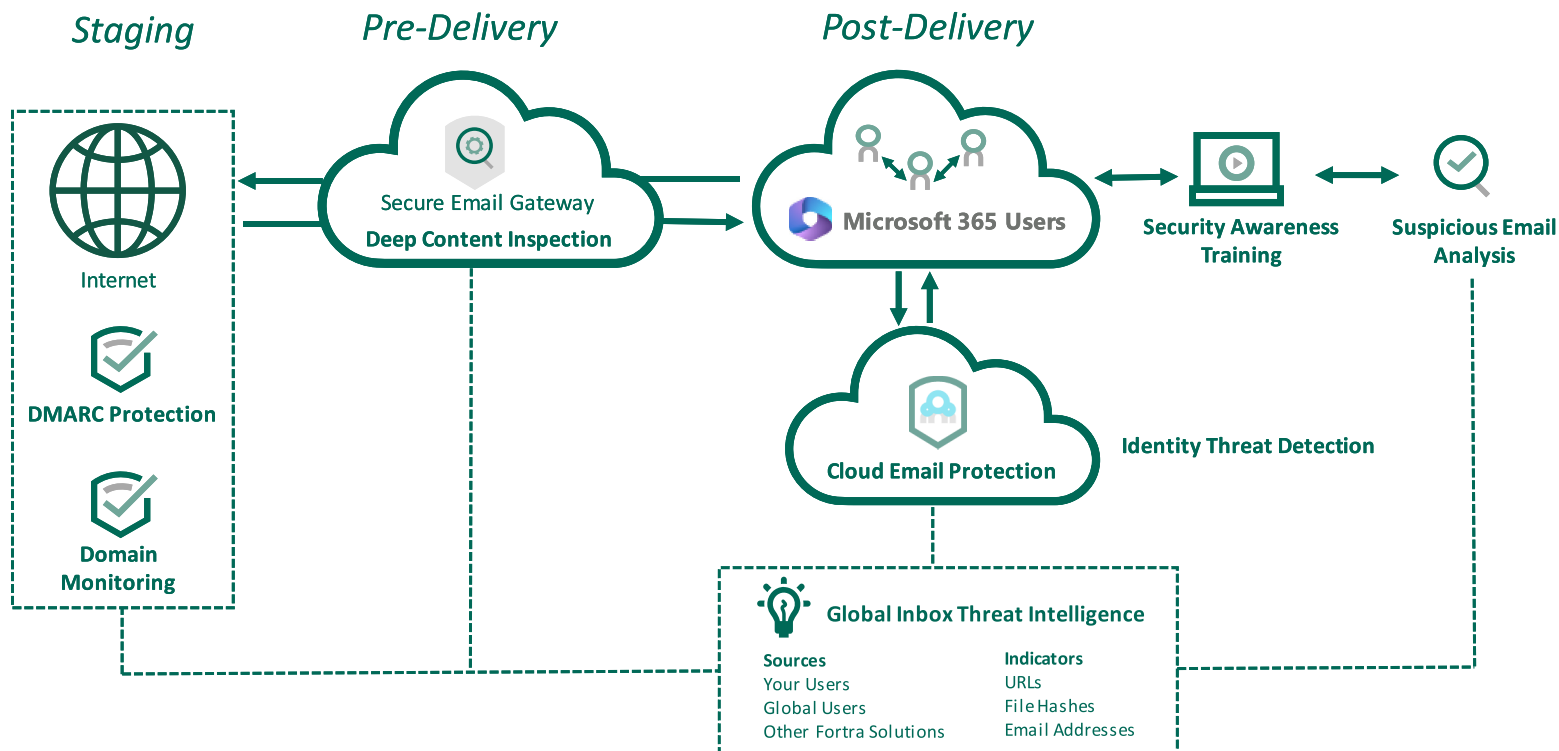 Staging
Pre-Delivery
Post-Delivery
Internet
DMARC Protection
Domain
Monitoring
Secure Email Gateway
Deep Content Inspection
Microsoft 365 Users
Security Awareness
Training
Suspicious Email
Analysis
Cloud Email Protection
Identity Threat Detection
Global Inbox Threat Intelligence
Sources
Your Users
Global Users
Other Fortra Solutions
Indicators
URLs
File Hashes
Email Addresses